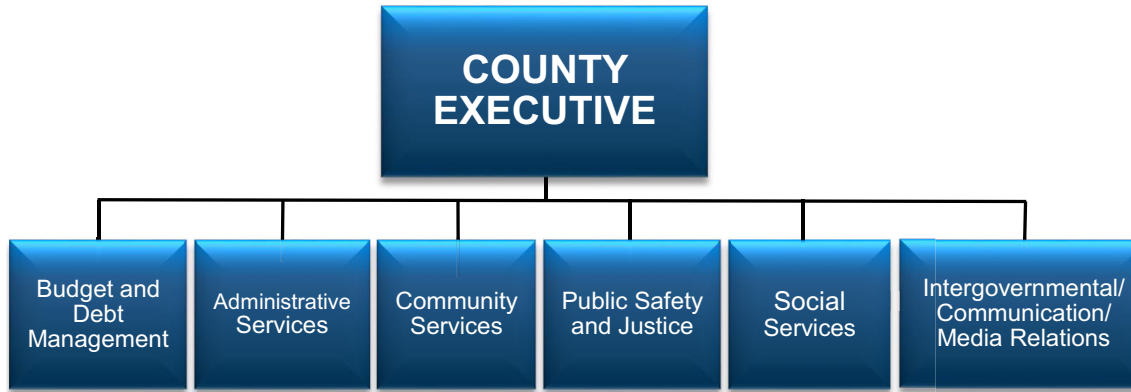 COUNTY
EXECUTIVE
Budget and
Debt
Management
Administrative
Services
Community
Services
Public Safety
and Justice
Social
Services
Intergovernmental/
Communication/
Media Relations